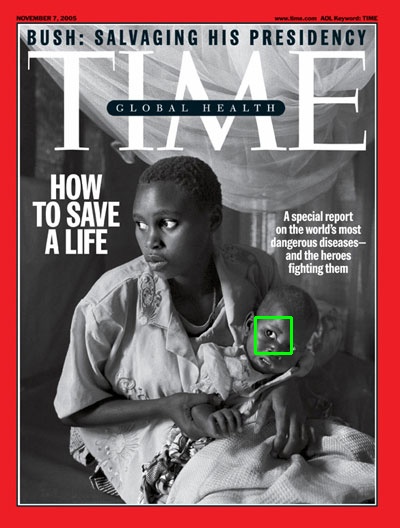 NOVEMBER 7, 2005
www.time.com AOL Keyword: TIME
BUSH: SALVAGING HIS PRESIDENCY
TIME
GLOBAL HEALTH
HOW
TO SAVE
A LIFE
A special report
on the world's most
dangerous diseases—
and the heroes
fighting them